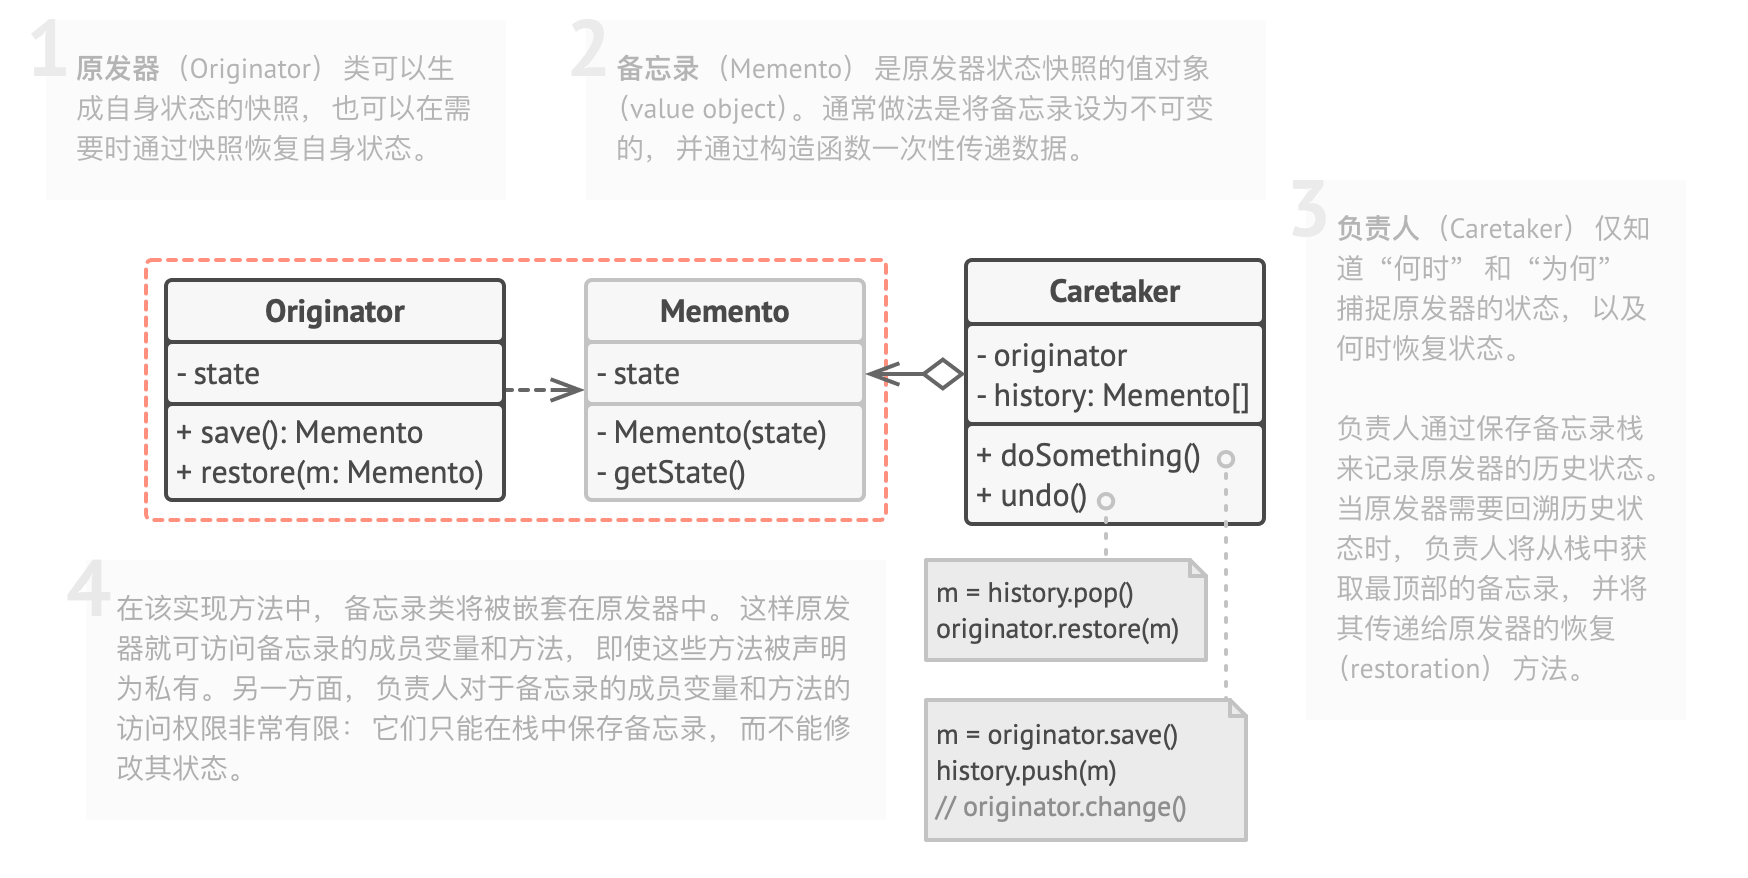 1
原发器（Originator） 类可以生
成自身状态的快照， 也可以在需
要时通过快照恢复自身状态。
2
备忘录（Memento） 是原发器状态快照的值对象
（value object）。 通常做法是将备忘录设为不可变
的， 并通过构造函数一次性传递数据。
3
负责人（Caretaker） 仅知
道 “何时” 和 “为何”
捕捉原发器的状态， 以及
何时恢复状态。
负责人通过保存备忘录栈
来记录原发器的历史状态。
当原发器需要回溯历史状
态时， 负责人将从栈中获
取最顶部的备忘录， 并将
其传递给原发器的恢复
（restoration） 方法。
Originator
- state
+ save(): Memento
+ restore(m: Memento)
Memento
- state
- Memento(state)
- getState()
Caretaker
- originator
- history: Memento[]
+ doSomething()
+ undo()
m = history.pop()
originator.restore(m)
m = originator.save()
history.push(m)
// originator.change()
4
在该实现方法中， 备忘录类将被嵌套在原发器中。 这样原发
器就可访问备忘录的成员变量和方法， 即使这些方法被声明
为私有。 另一方面， 负责人对于备忘录的成员变量和方法的
访问权限非常有限： 它们只能在栈中保存备忘录， 而不能修
改其状态。